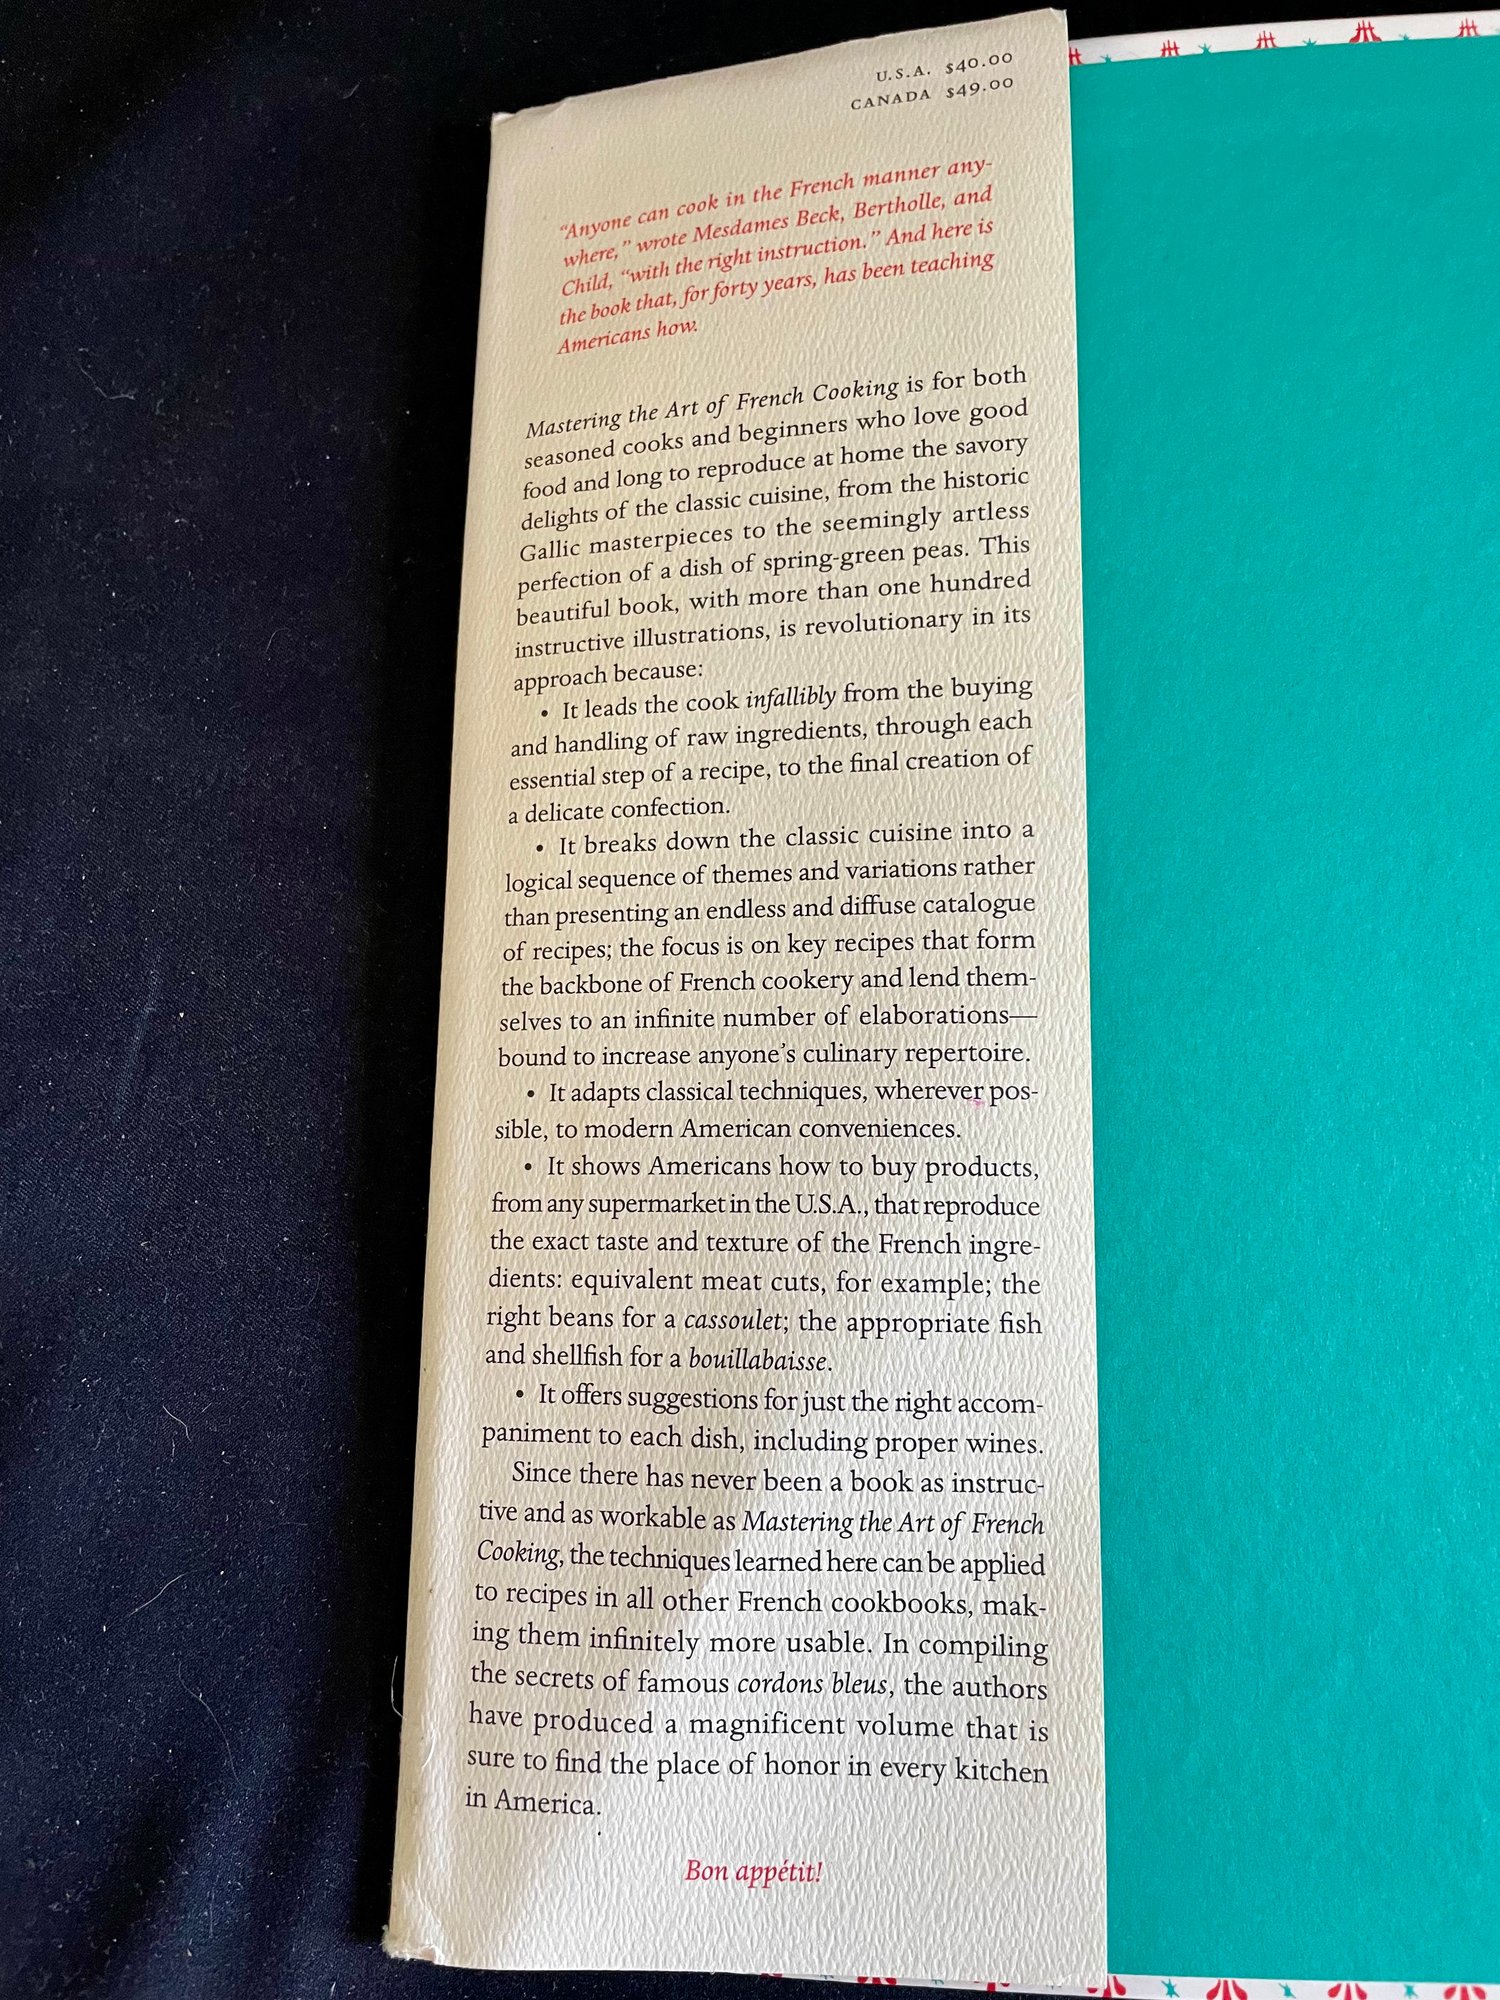 U.S.A. $40.00
CANADA $49.00
“Anyone can cook in the French manner any-
where,” wrote Mesdames Beck, Bertholle, and
Child, “with the right instruction.” And here is
the book that, for forty years, has been teaching
Americans how.
Mastering the Art of French Cooking is for both
seasoned cooks and beginners who love good
food and long to reproduce at home the savory
delights of the classic cuisine, from the historic
Gallic masterpieces to the seemingly artless
perfection of a dish of spring-green peas. This
beautiful book, with more than one hundred
instructive illustrations, is revolutionary in its
approach because:
• It leads the cook infallibly from the buying
and handling of raw ingredients, through each
essential step of a recipe, to the final creation of
a delicate confection.
• It breaks down the classic cuisine into a
logical sequence of themes and variations rather
than presenting an endless and diffuse catalogue
of recipes; the focus is on key recipes that form
the backbone of French cookery and lend them-
selves to an infinite number of elaborations—
bound to increase anyone’s culinary repertoire.
• It adapts classical techniques, wherever pos-
sible, to modern American conveniences.
• It shows Americans how to buy products,
from any supermarket in the U.S.A., that reproduce
the exact taste and texture of the French ingre-
dients: equivalent meat cuts, for example; the
right beans for a cassoulet; the appropriate fish
and shellfish for a bouillabaisse.
• It offers suggestions for just the right accom-
paniment to each dish, including proper wines.
Since there has never been a book as instruc-
tive and as workable as Mastering the Art of French
Cooking, the techniques learned here can be applied
to recipes in all other French cookbooks, mak-
ing them infinitely more usable. In compiling
the secrets of famous cordons bleus, the authors
have produced a magnificent volume that is
sure to find the place of honor in every kitchen
in America.
Bon appétit!